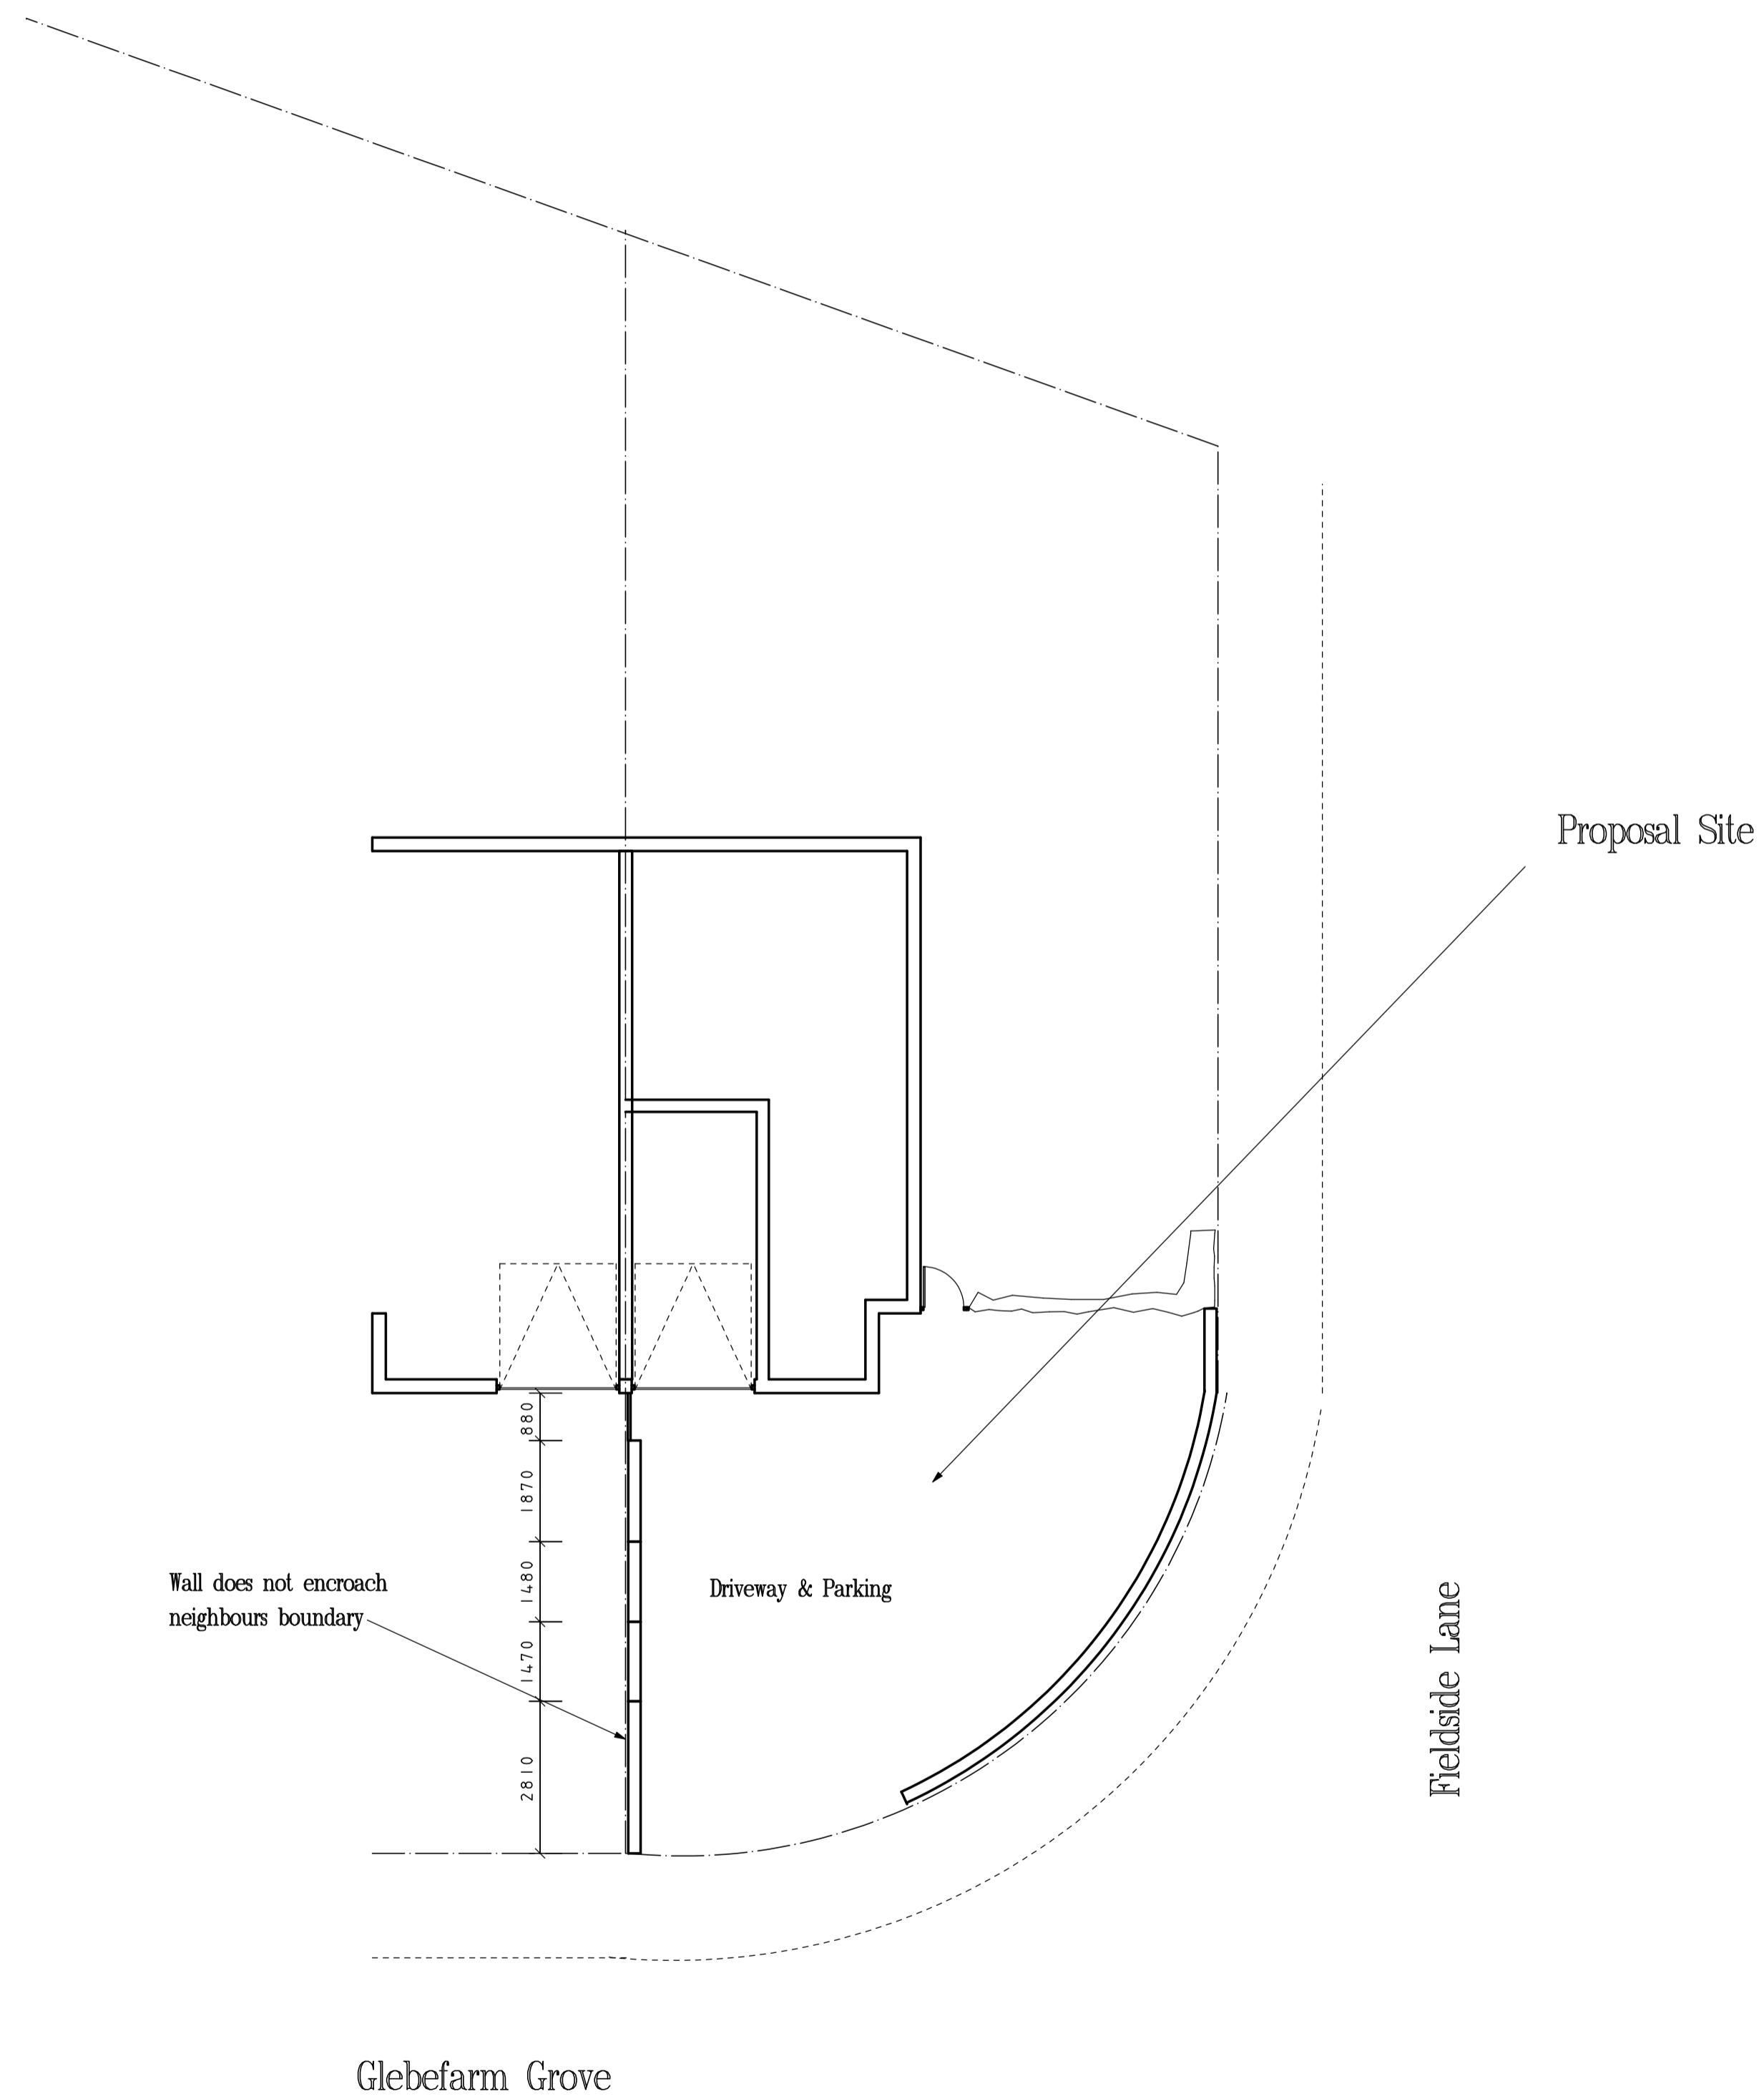 Proposal Site
880
1870
1480
1470
2810
Wall does not encroach
neighbours boundary
Driveway & Parking
Fieldside Lane
Glebefarm Grove